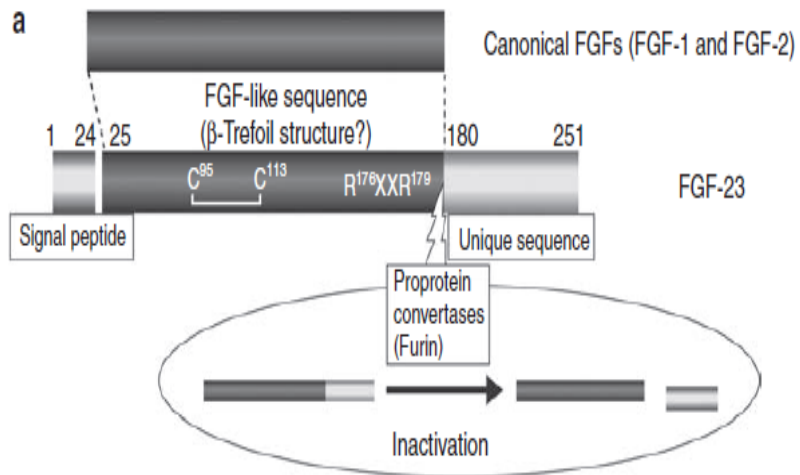 a
Canonical FGFs (FGF-1 and FGF-2)
FGF-like sequence
(β-Trefoil structure?)
1 24 25 180 251
C95 C113 R176XXR179
FGF-23
Signal peptide
Unique sequence
Proprotein
convertases
(Furin)
Inactivation